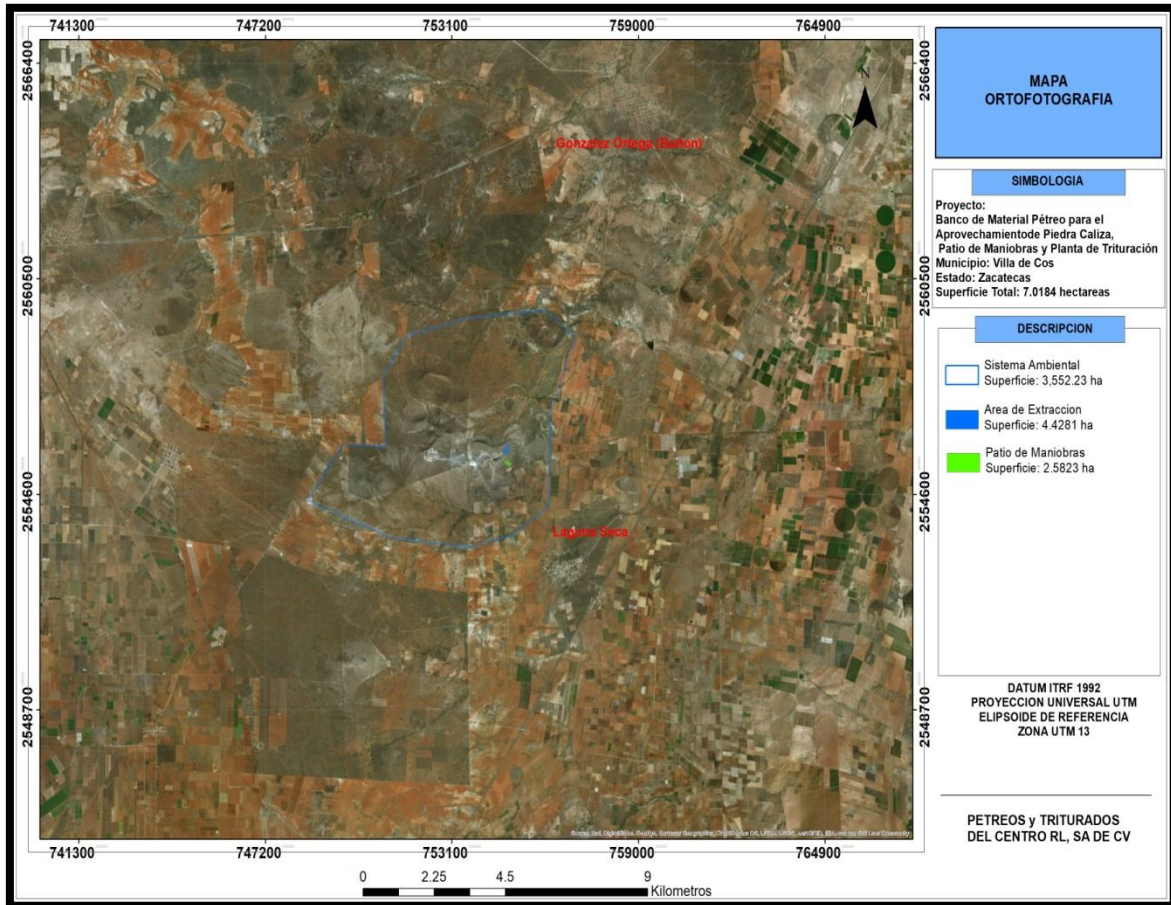 741300 747200 753100 759000 764900
2566400 2566400
2560500 2560500
2554600 2554600
2548700 2548700
N
Gonzalez Ortega (Bañon)
Laguna Seca
741300 747200 753100 759000 764900
0 2.25 4.5 9
Kilometros
MAPA
ORTOFOTOGRAFIA
SIMBOLOGIA
Proyecto:
Banco de Material Pétreo para el
Aprovechamientode Piedra Caliza,
Patio de Maniobras y Planta de Trituración
Municipio: Villa de Cos
Estado: Zacatecas
Superficie Total: 7.0184 hectareas
DESCRIPCION
Sistema Ambiental
Superficie: 3,552.23 ha
Area de Extraccion
Superficie: 4.4281 ha
Patio de Maniobras
Superficie: 2.5823 ha
DATUM ITRF 1992
PROYECCION UNIVERSAL UTM
ELIPSOIDE DE REFERENCIA
ZONA UTM 13
PETREOS y TRITURADOS
DEL CENTRO RL, SA DE CV